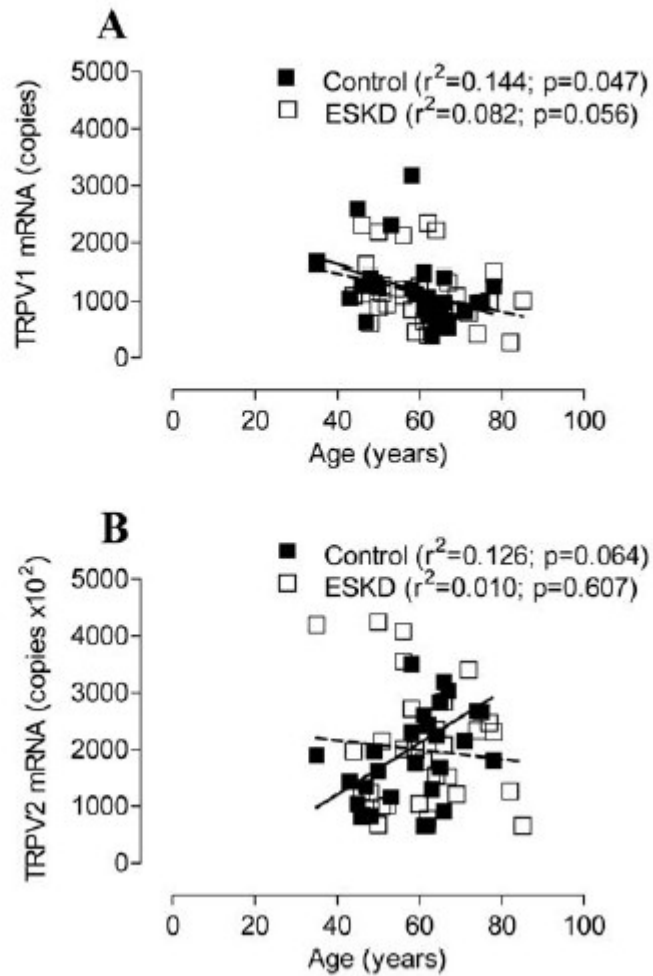 A
TRPV1 mRNA (copies)
5000
4000
3000
2000
1000
0
Control (r²=0.144; p=0.047)
ESKD (r²=0.082; p=0.056)
0 20 40 60 80 100
Age (years)
B
TRPV2 mRNA (copies x10²)
5000
4000
3000
2000
1000
0
Control (r²=0.126; p=0.064)
ESKD (r²=0.010; p=0.607)
0 20 40 60 80 100
Age (years)